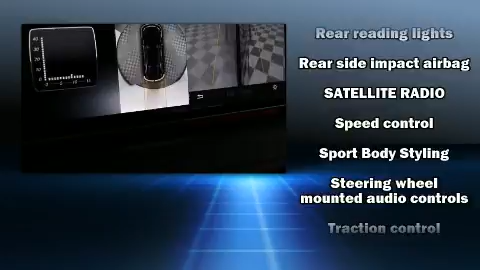 Rear reading lights
Rear side impact airbag
SATELLITE RADIO
Speed control
Sport Body Styling
Steering wheel
mounted audio controls
Traction control